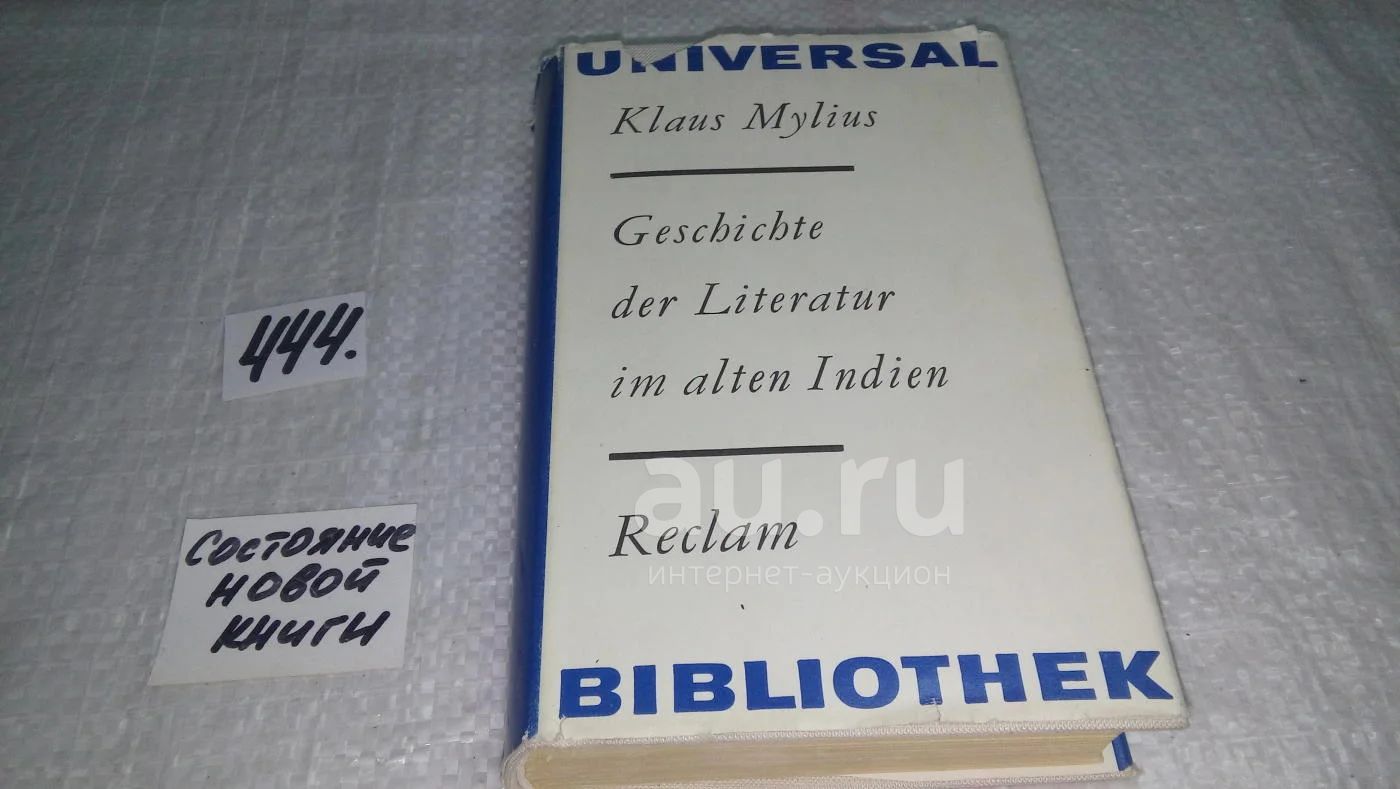 UNIVERSAL
Klaus Mylius
Geschichte
der Literatur
im alten Indien
Reclam
BIBLIOTHEK
444.
Состояние
новой
книги
au.ru
интернет-аукцион